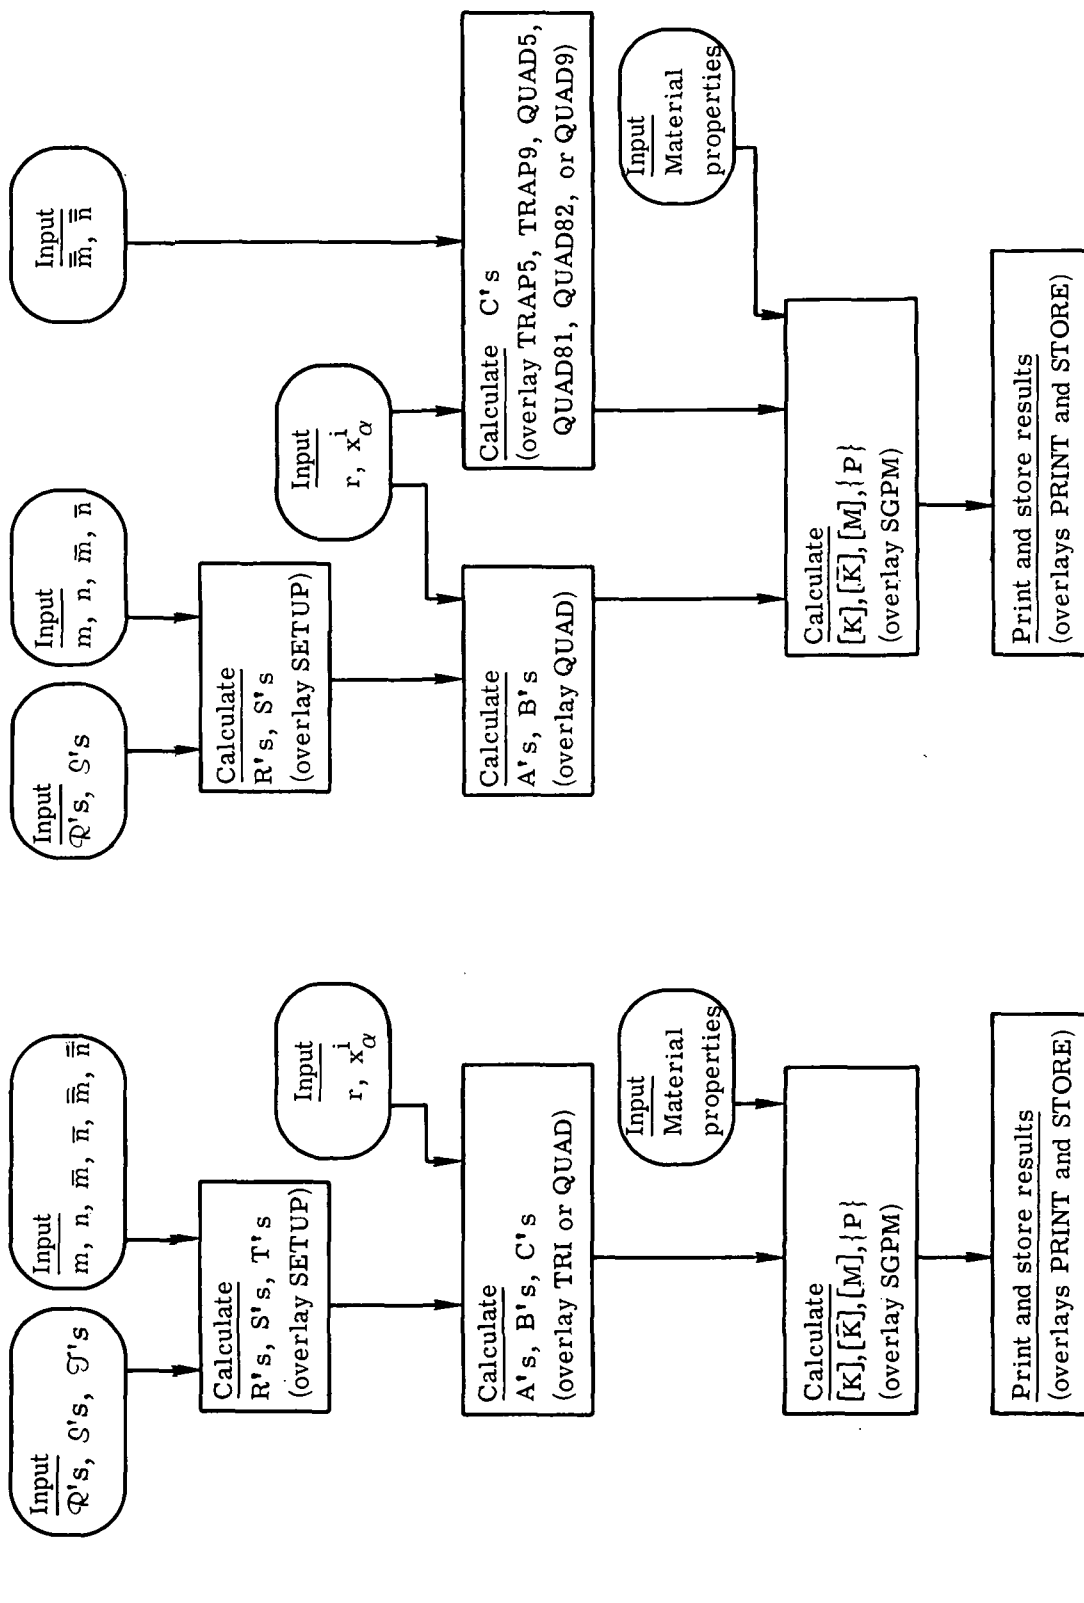 Input
ℛ's, 𝒮's, 𝒯's
Input
m, n, m̄, n̄, m̿, n̿
Calculate
R's, S's, T's
(overlay SETUP)
Input
r, xⁱ_α
Calculate
A's, B's, C's
(overlay TRI or QUAD)
Input
Material
properties
Calculate
[K],[K̄],[M],{P}
(overlay SGPM)
Print and store results
(overlays PRINT and STORE)
Input
ℛ's, 𝒮's
Input
m, n, m̄, n̄
Input
m̿, n̿
Calculate
R's, S's
(overlay SETUP)
Input
r, xⁱ_α
Calculate
A's, B's
(overlay QUAD)
Calculate C's
(overlay TRAP5, TRAP9, QUAD5,
QUAD81, QUAD82, or QUAD9)
Input
Material
properties
Calculate
[K],[K̄],[M],{P}
(overlay SGPM)
Print and store results
(overlays PRINT and STORE)